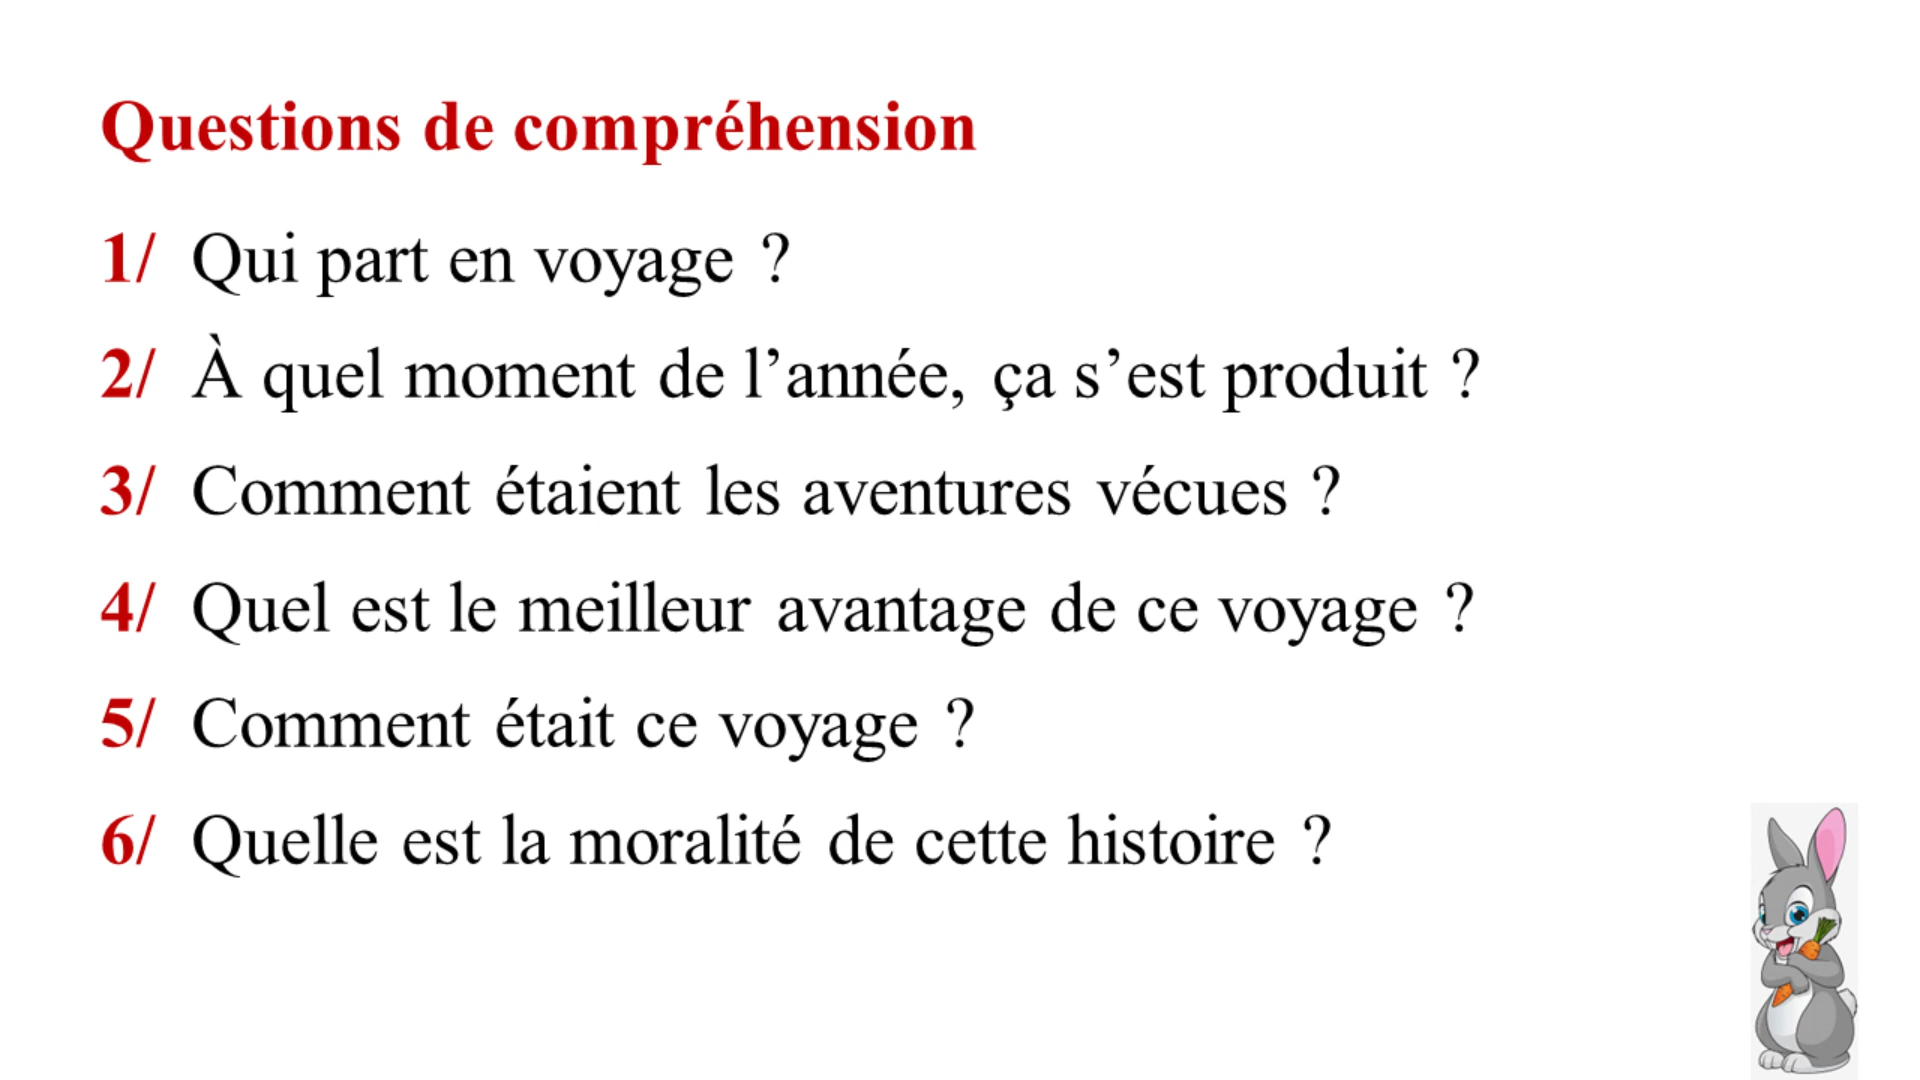 Questions de compréhension
1/ Qui part en voyage ?
2/ À quel moment de l’année, ça s’est produit ?
3/ Comment étaient les aventures vécues ?
4/ Quel est le meilleur avantage de ce voyage ?
5/ Comment était ce voyage ?
6/ Quelle est la moralité de cette histoire ?